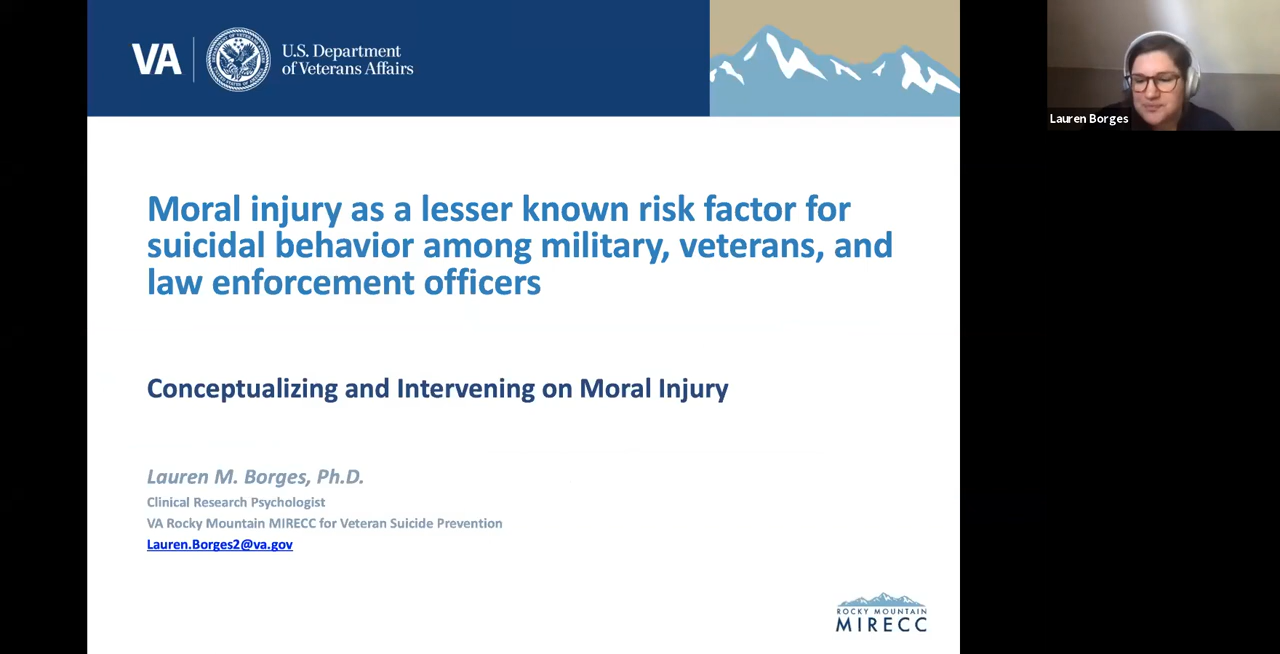 VA
U.S. Department
of Veterans Affairs
Lauren Borges
Moral injury as a lesser known risk factor for
suicidal behavior among military, veterans, and
law enforcement officers
Conceptualizing and Intervening on Moral Injury
Lauren M. Borges, Ph.D.
Clinical Research Psychologist
VA Rocky Mountain MIRECC for Veteran Suicide Prevention
Lauren.Borges2@va.gov
ROCKY MOUNTAIN
MIRECC